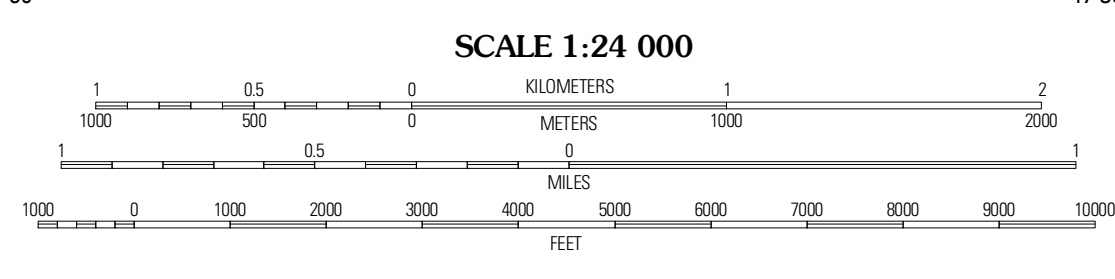 SCALE 1:24 000
1 0.5 0 KILOMETERS 1 2
1000 500 0 METERS 1000 2000
1 0.5 0 1
MILES
1000 0 1000 2000 3000 4000 5000 6000 7000 8000 9000 10000
FEET